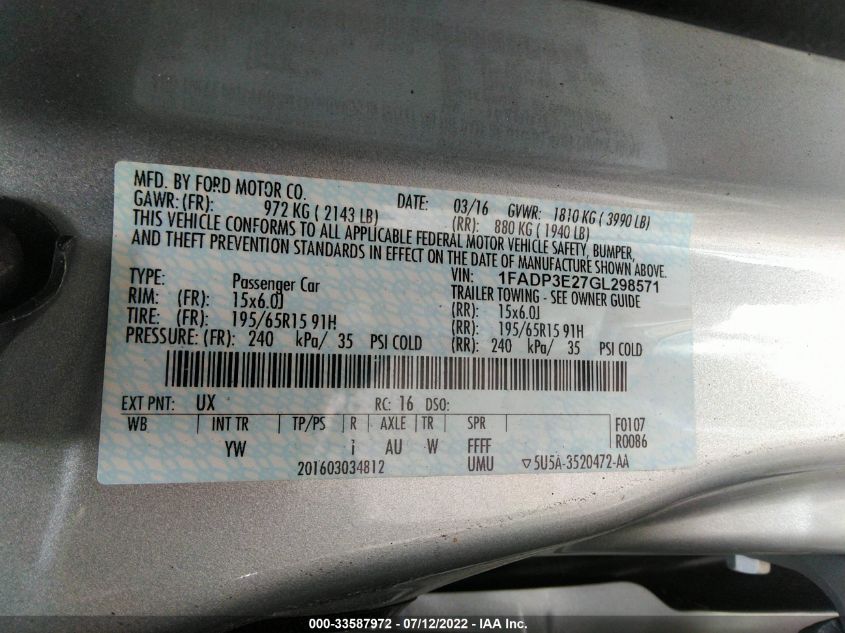 MFD. BY FORD MOTOR CO.
DATE: 03/16 GVWR: 1810 KG ( 3990 LB)
GAWR: (FR): 972 KG ( 2143 LB) (RR): 880 KG ( 1940 LB)
THIS VEHICLE CONFORMS TO ALL APPLICABLE FEDERAL MOTOR VEHICLE SAFETY, BUMPER,
AND THEFT PREVENTION STANDARDS IN EFFECT ON THE DATE OF MANUFACTURE SHOWN ABOVE.
VIN: 1FADP3E27GL298571
TYPE: Passenger Car TRAILER TOWING - SEE OWNER GUIDE
RIM: (FR): 15x6.0J (RR): 15x6.0J
TIRE: (FR): 195/65R15 91H (RR): 195/65R15 91H
PRESSURE: (FR): 240 kPa/ 35 PSI COLD (RR): 240 kPa/ 35 PSI COLD
EXT PNT: UX RC: 16 DSO:
WB INT TR TP/PS R AXLE TR SPR F0107
R0086
YW i AU W FFFF
201603034812 UMU ▽5U5A-3520472-AA
000-33587972 - 07/12/2022 - IAA Inc.